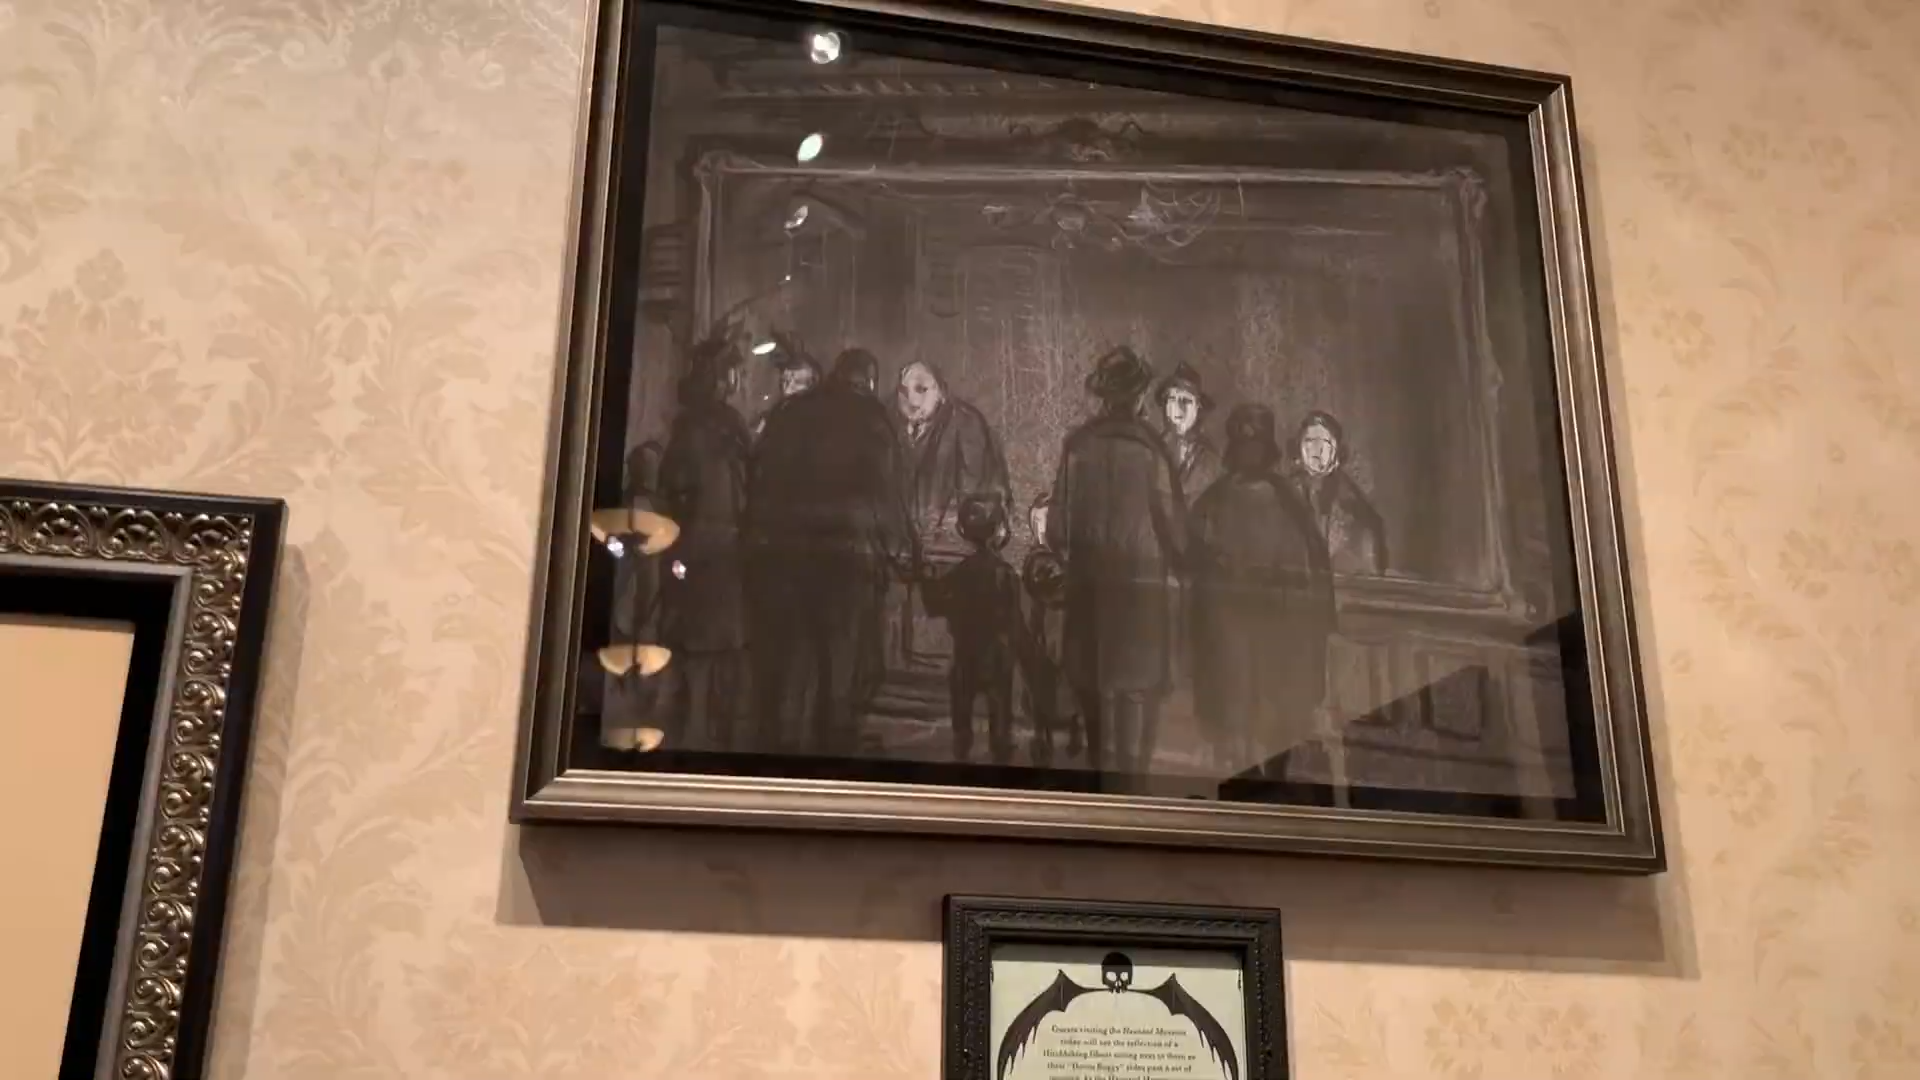 Guests visiting the Haunted Mansion
today will see the reflection of a
Hitchhiking Ghost sitting next to them as
their "Doom Buggy" rides past a set of